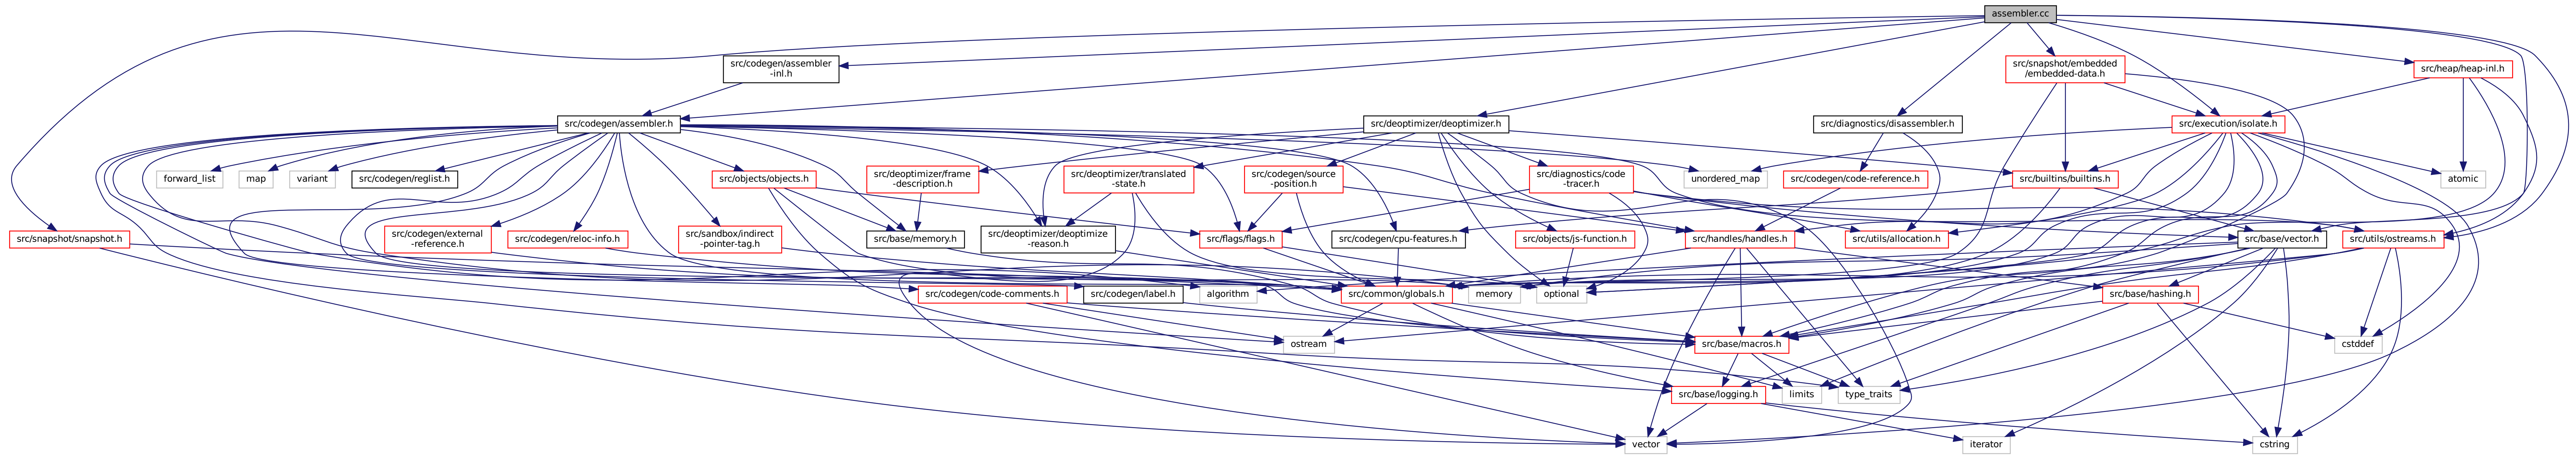 assembler.cc
src/codegen/assembler
-inl.h
src/snapshot/embedded
/embedded-data.h
src/heap/heap-inl.h
src/codegen/assembler.h
src/deoptimizer/deoptimizer.h
src/diagnostics/disassembler.h
src/execution/isolate.h
forward_list
map
variant
src/codegen/reglist.h
src/objects/objects.h
src/deoptimizer/frame
-description.h
src/deoptimizer/translated
-state.h
src/codegen/source
-position.h
src/diagnostics/code
-tracer.h
unordered_map
src/codegen/code-reference.h
src/builtins/builtins.h
atomic
src/snapshot/snapshot.h
src/codegen/external
-reference.h
src/codegen/reloc-info.h
src/sandbox/indirect
-pointer-tag.h
src/base/memory.h
src/deoptimizer/deoptimize
-reason.h
src/flags/flags.h
src/codegen/cpu-features.h
src/objects/js-function.h
src/handles/handles.h
src/utils/allocation.h
src/base/vector.h
src/utils/ostreams.h
src/codegen/code-comments.h
src/codegen/label.h
algorithm
src/common/globals.h
memory
optional
src/base/hashing.h
ostream
src/base/macros.h
cstddef
src/base/logging.h
limits
type_traits
vector
iterator
cstring